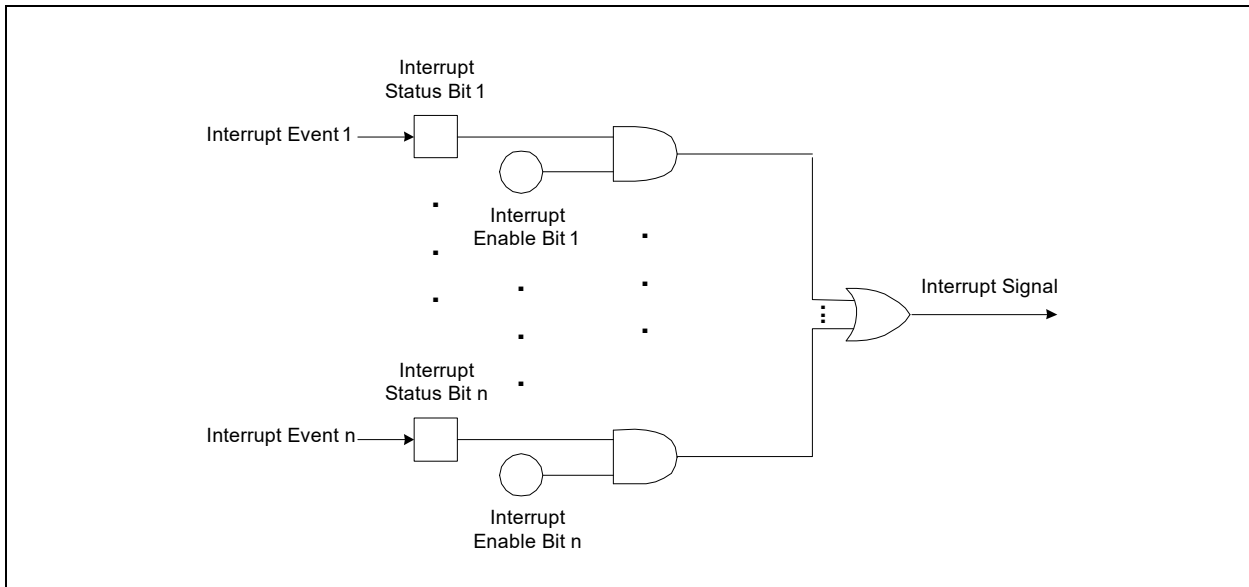 Interrupt
Status Bit 1
Interrupt Event 1
Interrupt
Enable Bit 1
Interrupt Signal
Interrupt
Status Bit n
Interrupt Event n
Interrupt
Enable Bit n